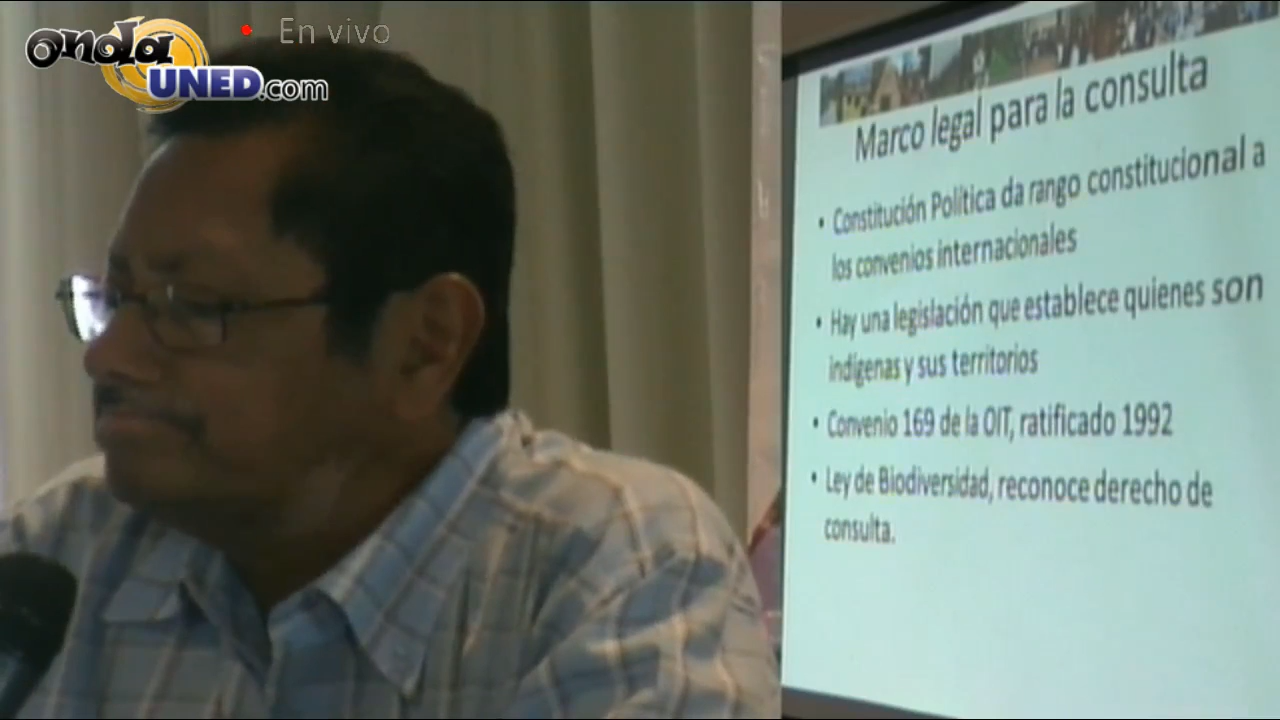 onda
UNED.com
En vivo
Marco legal para la consulta
• Constitución Política da rango constitucional a
los convenios internacionales
• Hay una legislación que establece quienes son
indígenas y sus territorios
• Convenio 169 de la OIT, ratificado 1992
• Ley de Biodiversidad, reconoce derecho de
consulta.